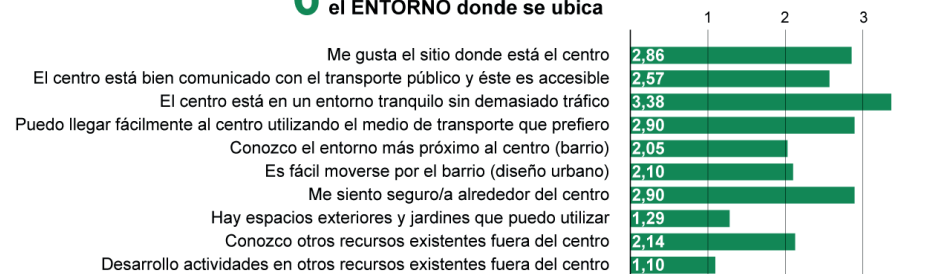 el ENTORNO donde se ubica
1 2 3
Me gusta el sitio donde está el centro 2,86
El centro está bien comunicado con el transporte público y éste es accesible 2,57
El centro está en un entorno tranquilo sin demasiado tráfico 3,38
Puedo llegar fácilmente al centro utilizando el medio de transporte que prefiero 2,90
Conozco el entorno más próximo al centro (barrio) 2,05
Es fácil moverse por el barrio (diseño urbano) 2,10
Me siento seguro/a alrededor del centro 2,90
Hay espacios exteriores y jardines que puedo utilizar 1,29
Conozco otros recursos existentes fuera del centro 2,14
Desarrollo actividades en otros recursos existentes fuera del centro 1,10